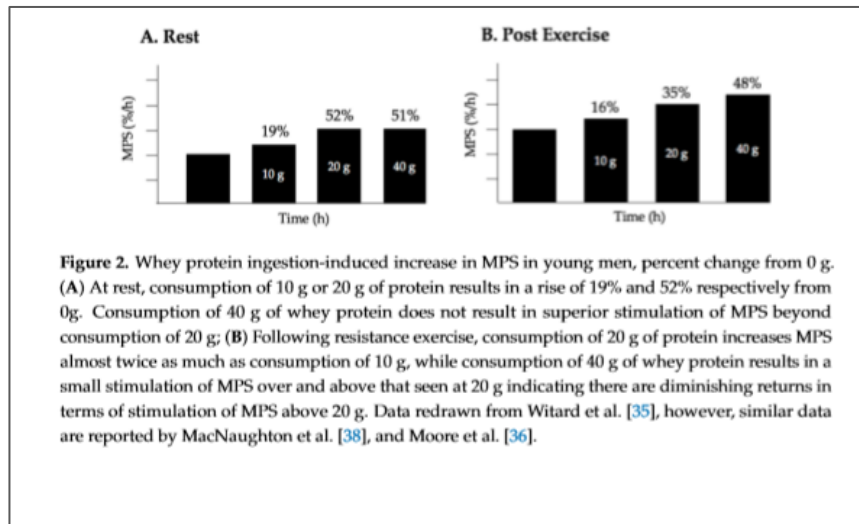 A. Rest
B. Post Exercise
MPS (%/h)
19%
52%
51%
10 g
20 g
40 g
Time (h)
MPS (%/h)
16%
35%
48%
10 g
20 g
40 g
Time (h)
Figure 2. Whey protein ingestion-induced increase in MPS in young men, percent change from 0 g.
(A) At rest, consumption of 10 g or 20 g of protein results in a rise of 19% and 52% respectively from
0g. Consumption of 40 g of whey protein does not result in superior stimulation of MPS beyond
consumption of 20 g; (B) Following resistance exercise, consumption of 20 g of protein increases MPS
almost twice as much as consumption of 10 g, while consumption of 40 g of whey protein results in a
small stimulation of MPS over and above that seen at 20 g indicating there are diminishing returns in
terms of stimulation of MPS above 20 g. Data redrawn from Witard et al. [35], however, similar data
are reported by MacNaughton et al. [38], and Moore et al. [36].